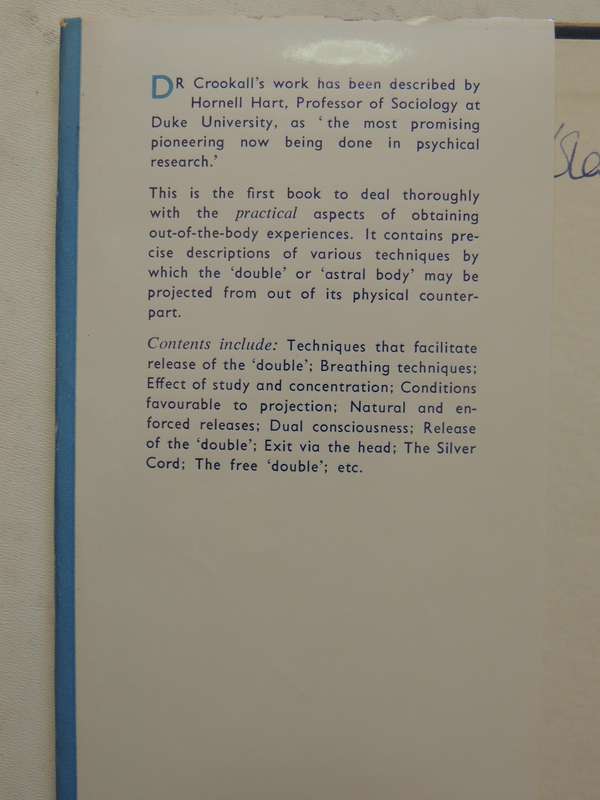 DR Crookall's work has been described by
Hornell Hart, Professor of Sociology at
Duke University, as 'the most promising
pioneering now being done in psychical
research.'
This is the first book to deal thoroughly
with the practical aspects of obtaining
out-of-the-body experiences. It contains pre-
cise descriptions of various techniques by
which the 'double' or 'astral body' may be
projected from out of its physical counter-
part.
Contents include: Techniques that facilitate
release of the 'double'; Breathing techniques;
Effect of study and concentration; Conditions
favourable to projection; Natural and en-
forced releases; Dual consciousness; Release
of the 'double'; Exit via the head; The Silver
Cord; The free 'double'; etc.